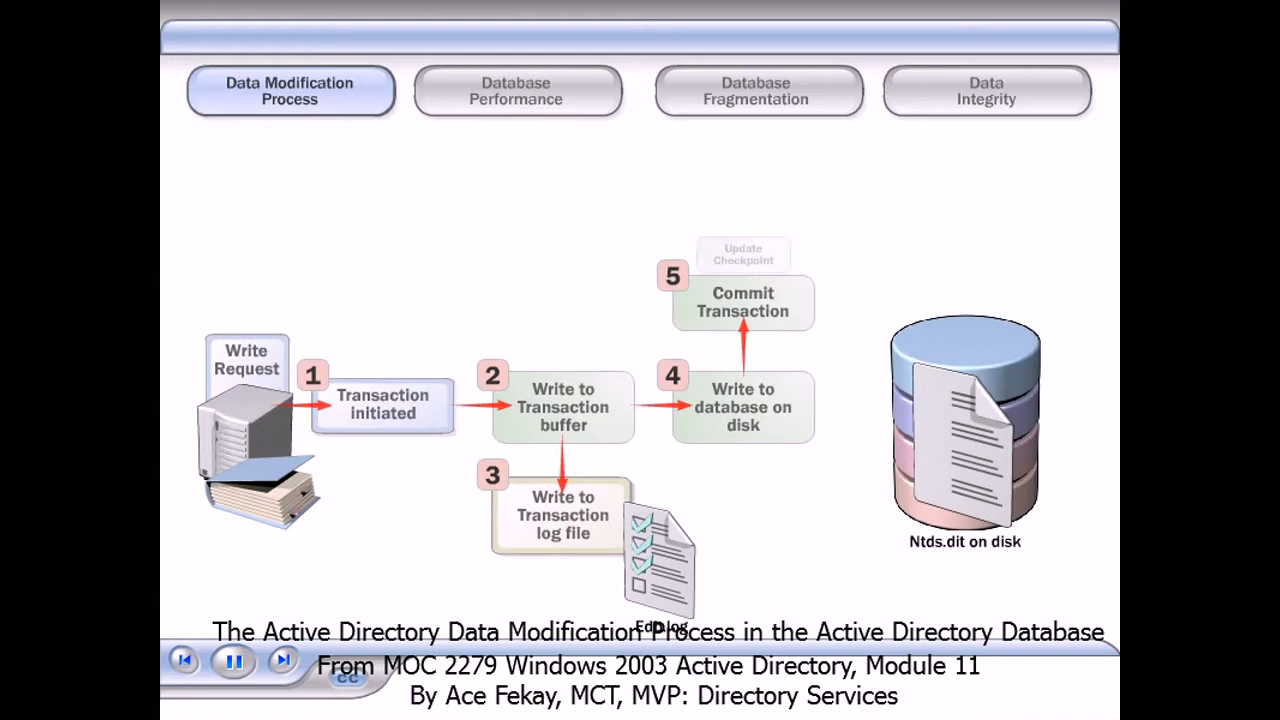 Data Modification
Process
Database
Performance
Database
Fragmentation
Data
Integrity
Update
Checkpoint
5
Commit
Transaction
Write
Request
1
Transaction
initiated
2
Write to
Transaction
buffer
4
Write to
database on
disk
3
Write to
Transaction
log file
Ntds.dit on disk
Edb.log
The Active Directory Data Modification Process in the Active Directory Database
From MOC 2279 Windows 2003 Active Directory, Module 11
CC
By Ace Fekay, MCT, MVP: Directory Services